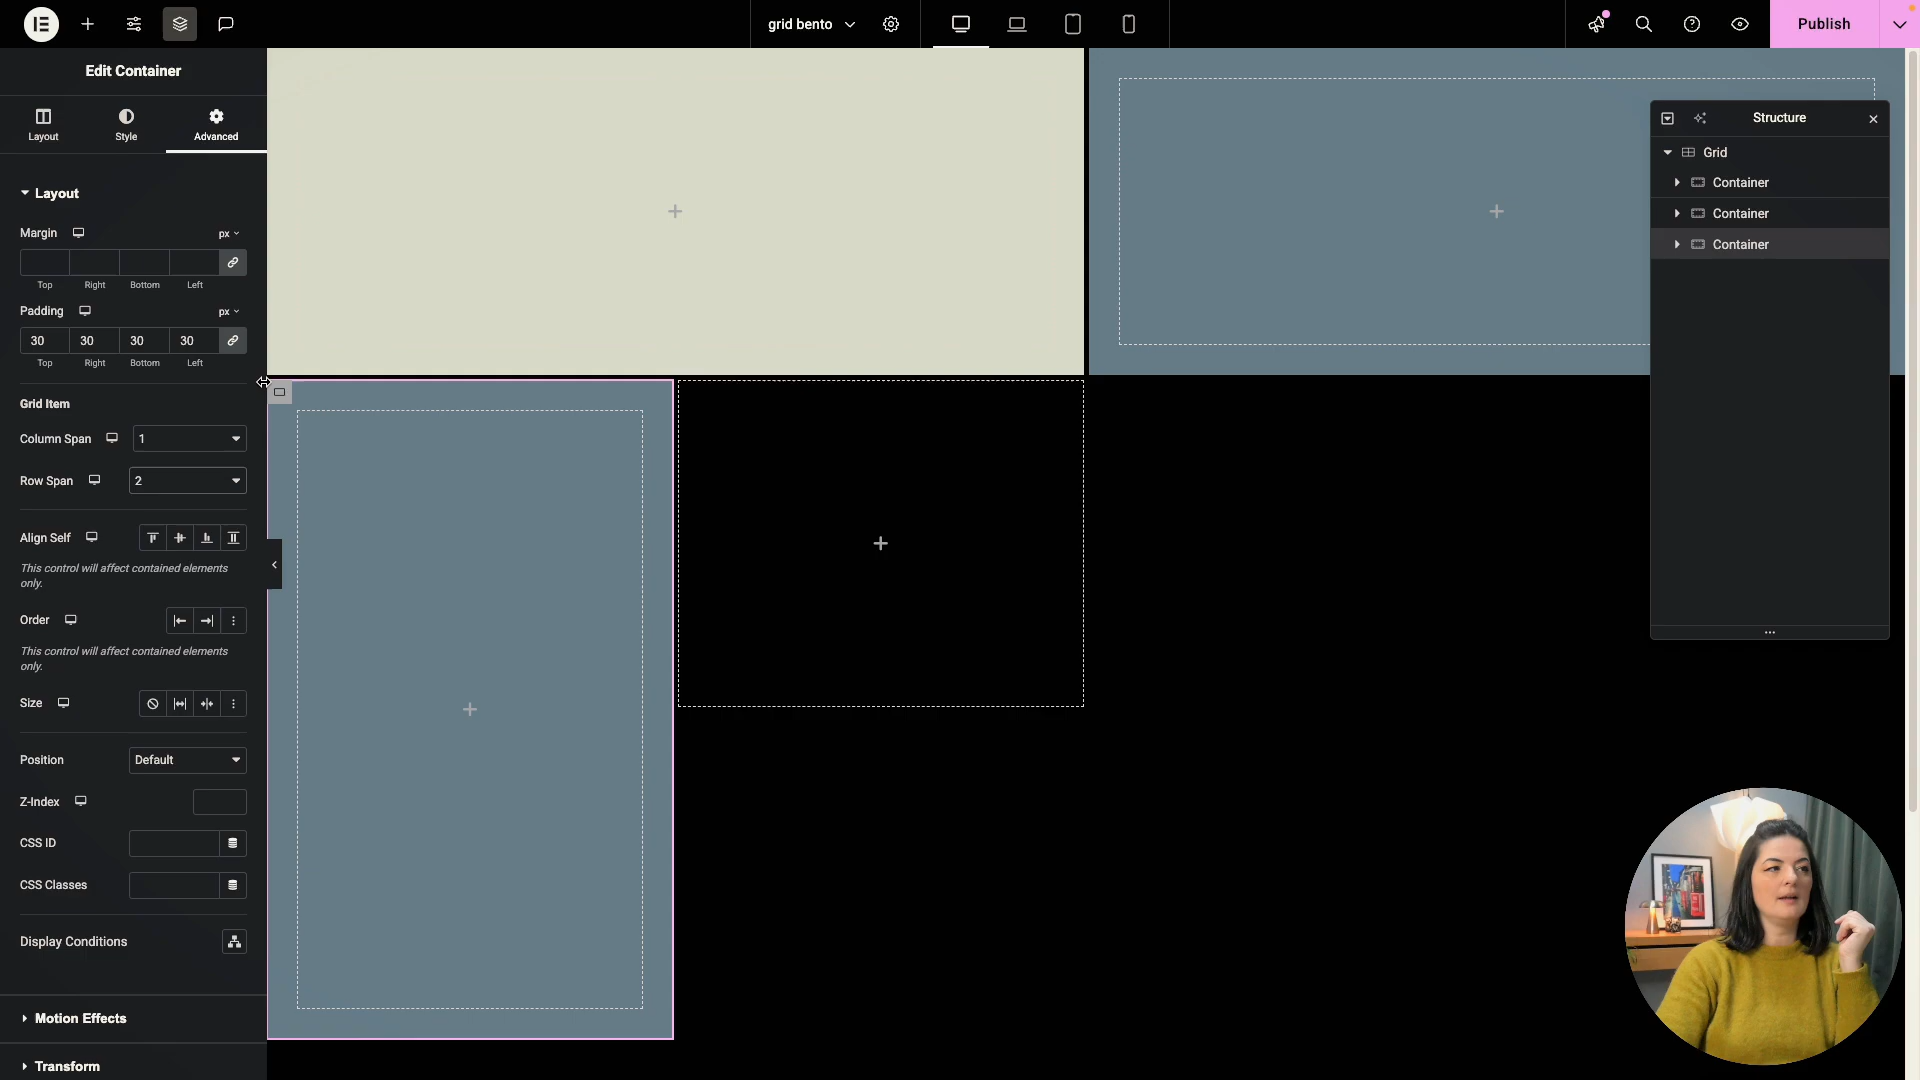 grid bento
Publish
Edit Container
Layout
Style
Advanced
Layout
Margin
px
Top
Right
Bottom
Left
Padding
px
30
30
30
30
Top
Right
Bottom
Left
Grid Item
Column Span
1
Row Span
2
Align Self
This control will affect contained elements
only.
Order
This control will affect contained elements
only.
Size
Position
Default
Z-Index
CSS ID
CSS Classes
Display Conditions
Motion Effects
Transform
Structure
Grid
Container
Container
Container